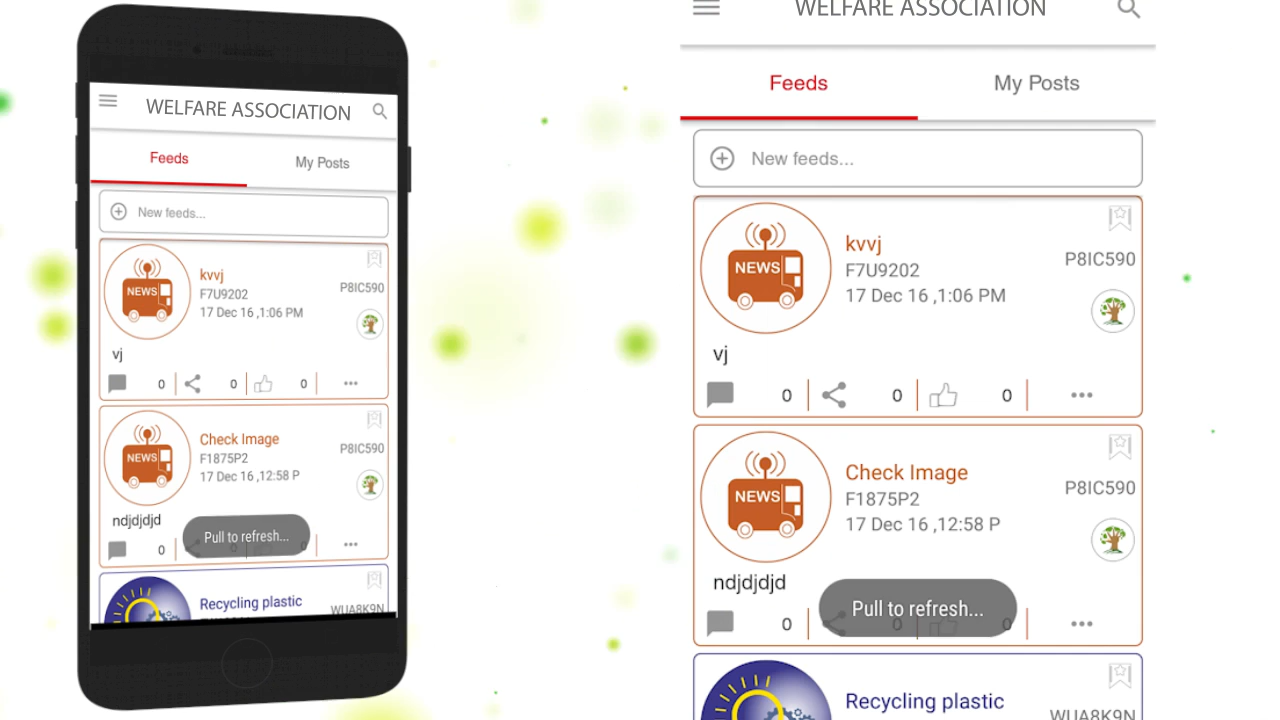 WELFARE ASSOCIATION
Feeds
My Posts
New feeds...
NEWS
kvvj
F7U9202
17 Dec 16 ,1:06 PM
P8IC590
vj
0
0
0
NEWS
Check Image
F1875P2
17 Dec 16 ,12:58 P
P8IC590
ndjdjdjd
0
0
0
Pull to refresh...
Recycling plastic
WUA8K9N
WELFARE ASSOCIATION
Feeds
My Posts
New feeds...
NEWS
kvvj
F7U9202
17 Dec 16 ,1:06 PM
P8IC590
vj
0
0
0
NEWS
Check Image
F1875P2
17 Dec 16 ,12:58 P
P8IC590
ndjdjdjd
0
0
0
Pull to refresh...
Recycling plastic
WUA8K9N